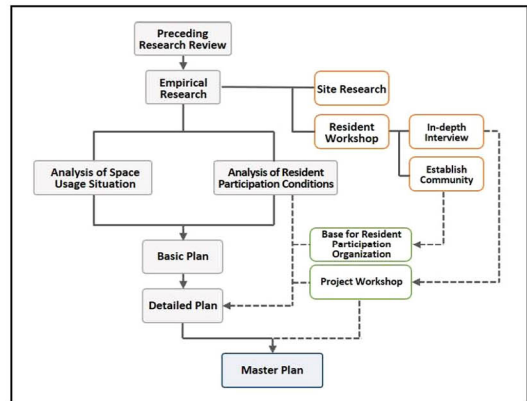 Preceding
Research Review
Empirical
Research
Site Research
Resident
Workshop
In-depth
Interview
Establish
Community
Analysis of Space
Usage Situation
Analysis of Resident
Participation Conditions
Base for Resident
Participation
Organization
Basic Plan
Project Workshop
Detailed Plan
Master Plan